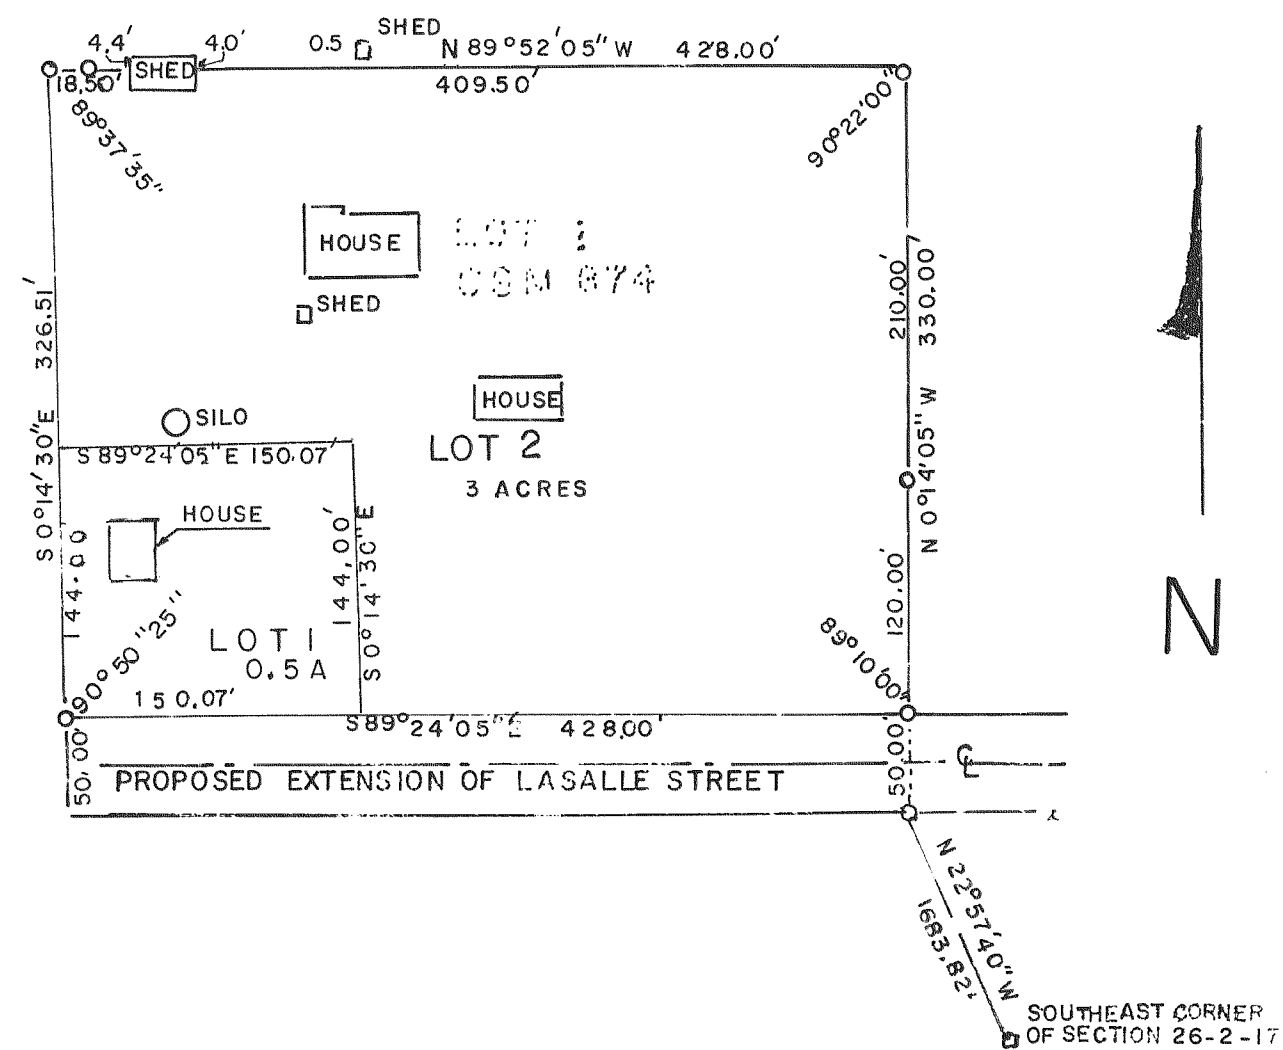 SHED
4.4' 4.0' 0.5 N 89°52'05" W 428.00'
SHED
18.50' 409.50'
89°37'35"
90°22'00"
HOUSE
LOT 1
CSM 874
SHED
326.51'
S 0°14'30"E
210.00'
330.00'
N 0°14'05" W
SILO
HOUSE
S 89°24'05" E 150.07'
LOT 2
3 ACRES
HOUSE
144.00
144.00'
S 0°14'30" E
120.00'
89°10'00"
90°50"25"
LOT 1
0.5 A
150.07'
S 89°24'05" E 428.00'
50.00'
50.00'
PROPOSED EXTENSION OF LASALLE STREET
N
N 22°57'40" W
1683.82'
SOUTHEAST CORNER
OF SECTION 26-2-17